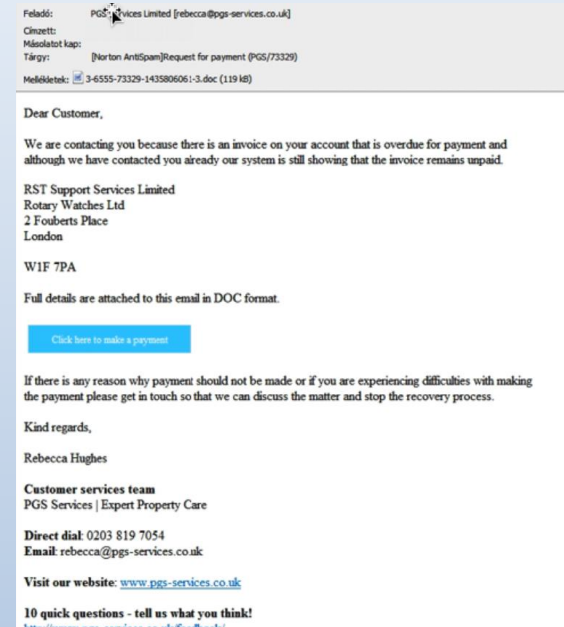 Feladó: PGS Services Limited [rebecca@pgs-services.co.uk]
Címzett:
Másolatot kap:
Tárgy: [Norton AntiSpam]Request for payment (PGS/73329)
Mellékletek: 3-6555-73329-1435806061-3.doc (119 kB)
Dear Customer,
We are contacting you because there is an invoice on your account that is overdue for payment and
although we have contacted you already our system is still showing that the invoice remains unpaid.
RST Support Services Limited
Rotary Watches Ltd
2 Fouberts Place
London
W1F 7PA
Full details are attached to this email in DOC format.
Click here to make a payment
If there is any reason why payment should not be made or if you are experiencing difficulties with making
the payment please get in touch so that we can discuss the matter and stop the recovery process.
Kind regards,
Rebecca Hughes
Customer services team
PGS Services | Expert Property Care
Direct dial: 0203 819 7054
Email: rebecca@pgs-services.co.uk
Visit our website: www.pgs-services.co.uk
10 quick questions - tell us what you think!